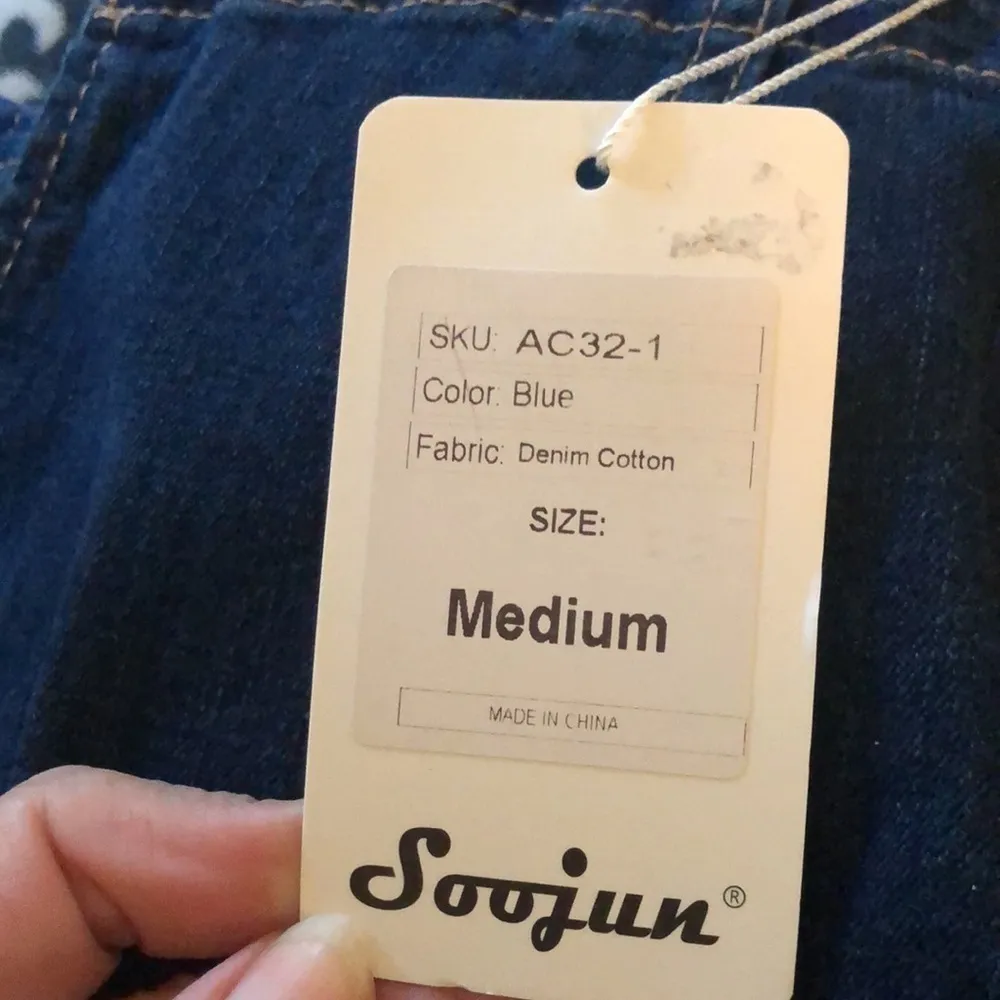 SKU: AC32-1
Color: Blue
Fabric: Denim Cotton
SIZE:
Medium
MADE IN CHINA
Soojun®